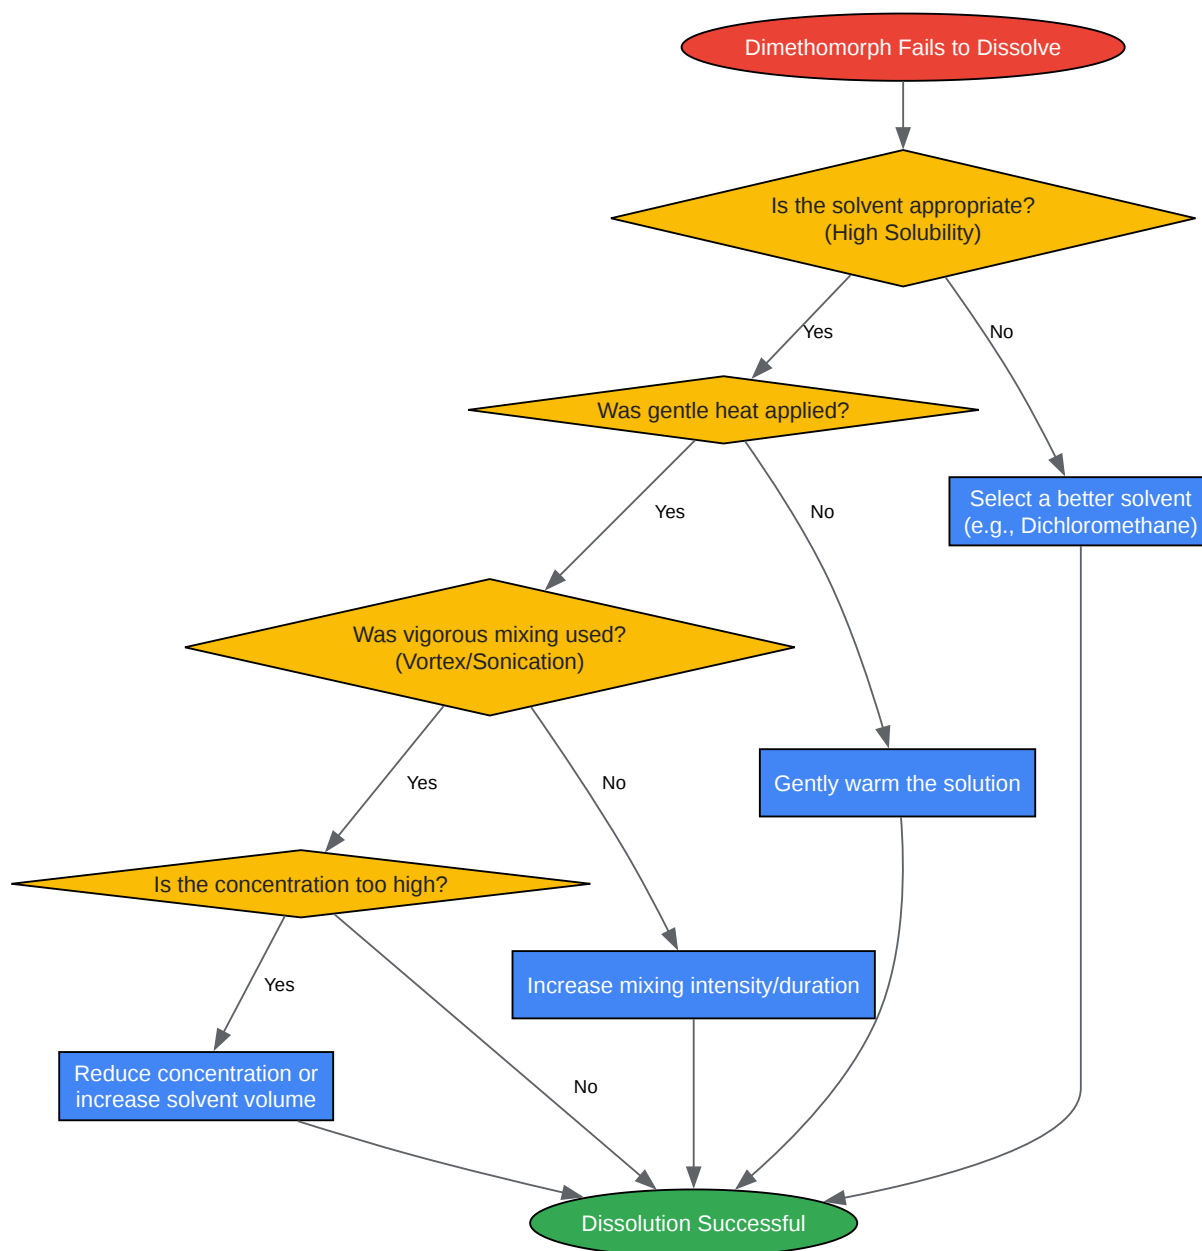 Dimethomorph Fails to Dissolve
Is the solvent appropriate?
(High Solubility)
Yes
No
Was gentle heat applied?
Select a better solvent
(e.g., Dichloromethane)
Yes
No
Was vigorous mixing used?
(Vortex/Sonication)
Yes
No
Gently warm the solution
Is the concentration too high?
Increase mixing intensity/duration
Yes
Reduce concentration or
increase solvent volume
No
Dissolution Successful